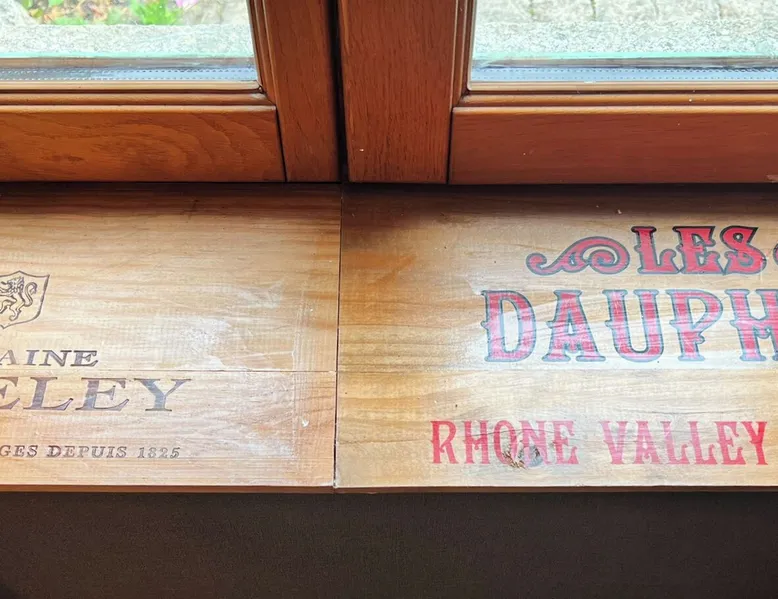 AINE
ELEY
GES DEPUIS 1825
LES
DAUPH
RHONE VALLEY